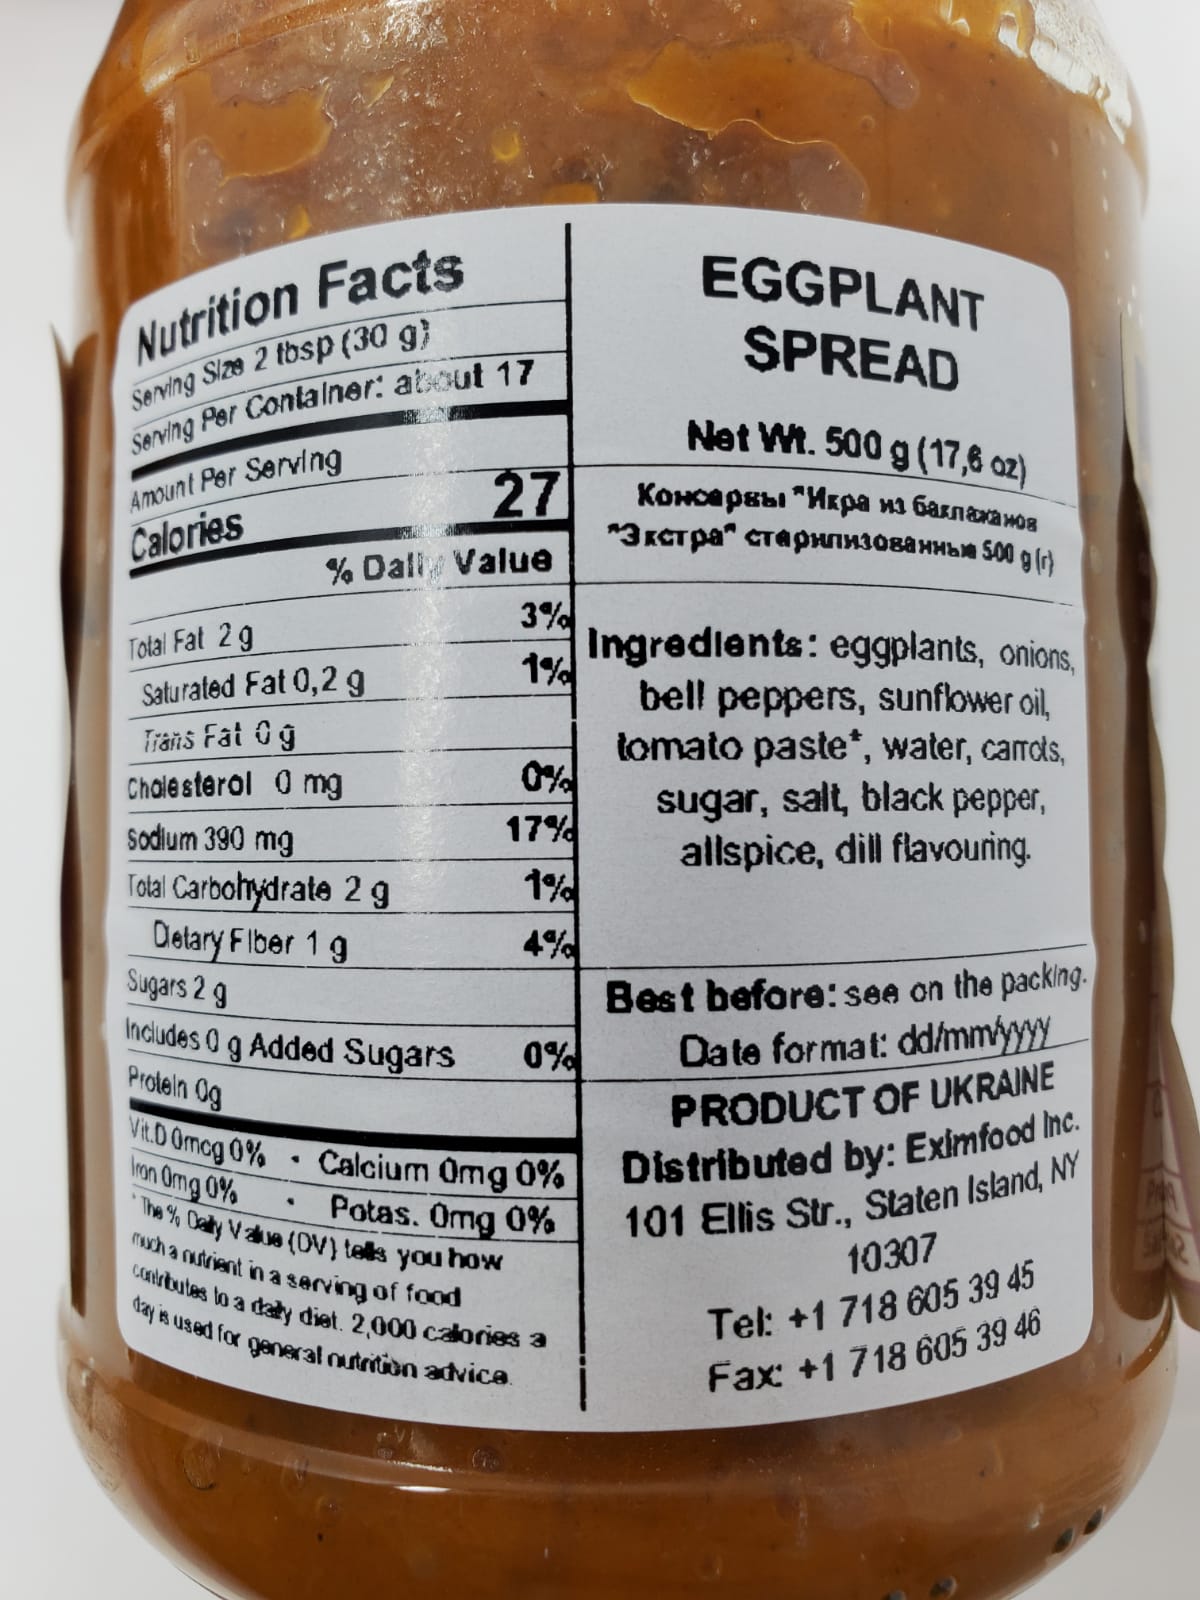 Nutrition Facts
Serving Size 2 tbsp (30 g)
Serving Per Container: about 17
Amount Per Serving
Calories 27
% Daily Value
Total Fat 2 g 3%
Saturated Fat 0,2 g 1%
Trans Fat 0 g
Cholesterol 0 mg 0%
Sodium 390 mg 17%
Total Carbohydrate 2 g 1%
Dietary Fiber 1 g 4%
Sugars 2 g
Includes 0 g Added Sugars 0%
Protein 0g
Vit.D 0mcg 0% • Calcium 0mg 0%
Iron 0mg 0% • Potas. 0mg 0%
* The % Daily Value (DV) tells you how
much a nutrient in a serving of food
contributes to a daily diet. 2,000 calories a
day is used for general nutrition advice.
EGGPLANT
SPREAD
Net Wt. 500 g (17,6 oz)
Консервы "Икра из баклажанов
"Экстра" стерилизованные 500 g (г)
Ingredients: eggplants, onions,
bell peppers, sunflower oil,
tomato paste*, water, carrots,
sugar, salt, black pepper,
allspice, dill flavouring.
Best before: see on the packing.
Date format: dd/mm/yyyy
PRODUCT OF UKRAINE
Distributed by: Eximfood Inc.
101 Ellis Str., Staten Island, NY
10307
Tel: +1 718 605 39 45
Fax: +1 718 605 39 46